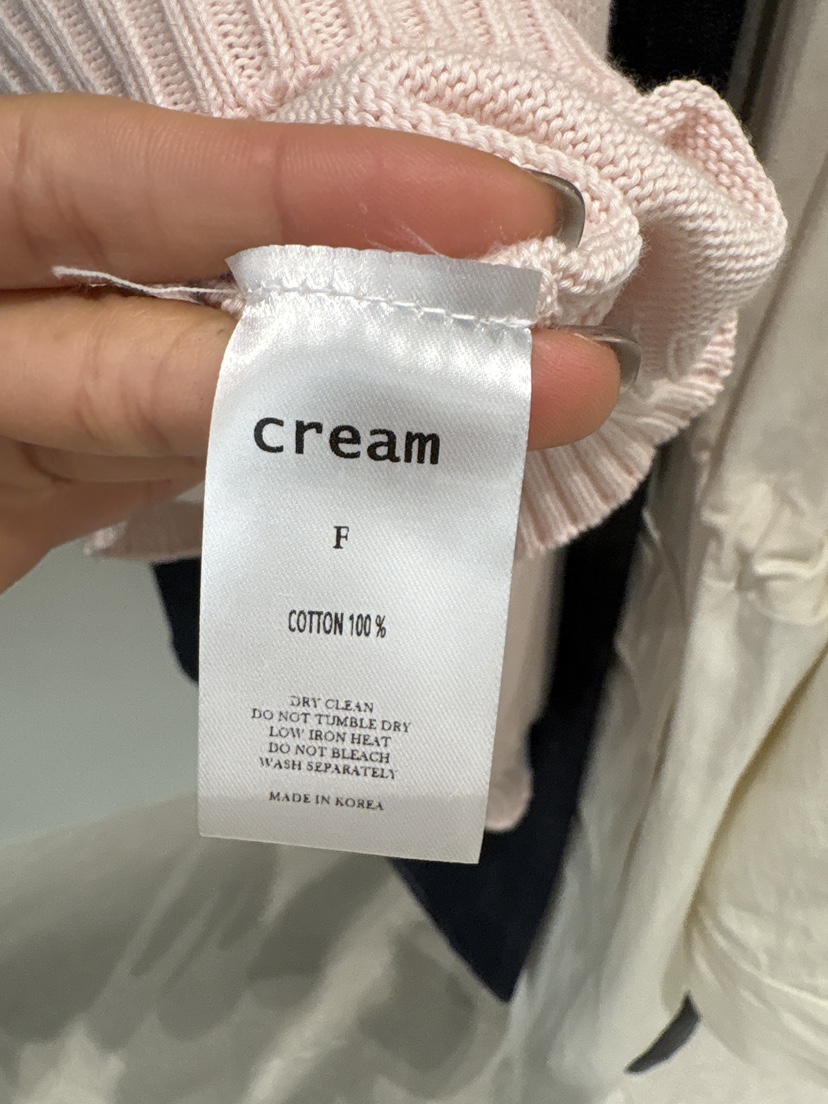 cream
F
COTTON 100 %
DRY CLEAN
DO NOT TUMBLE DRY
LOW IRON HEAT
DO NOT BLEACH
WASH SEPARATELY
MADE IN KOREA